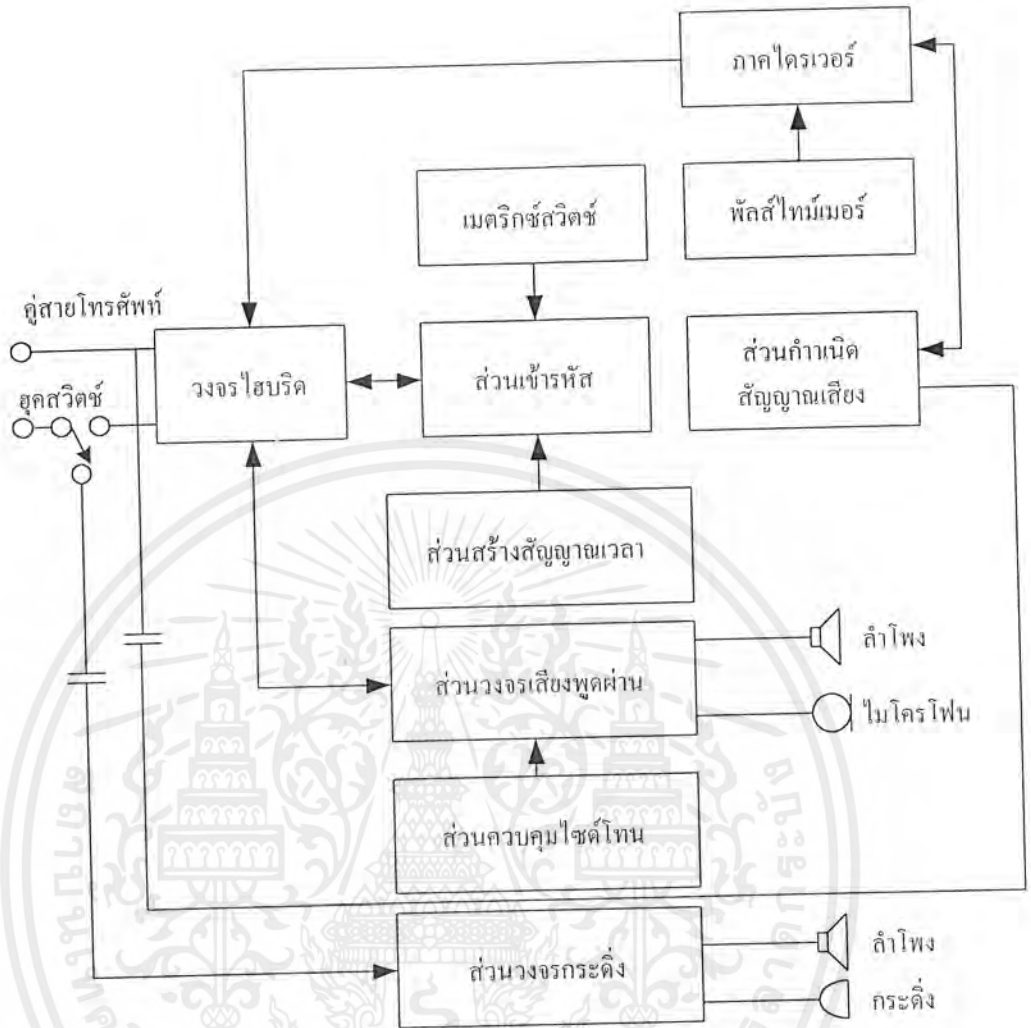 ภาคไดรเวอร์
เมตริกซ์สวิตช์
พัลส์ไทม์เมอร์
คู่สายโทรศัพท์
วงจรไฮบริด
ส่วนเข้ารหัส
ส่วนกำาเนิด
สัญญาณเสียง
ฮุคสวิตช์
ส่วนสร้างสัญญาณเวลา
ส่วนวงจรเสียงพูดผ่าน
ลำโพง
ไมโครโฟน
ส่วนควบคุมไซด์โทน
ส่วนวงจรกระดิ่ง
ลำโพง
กระดิ่ง